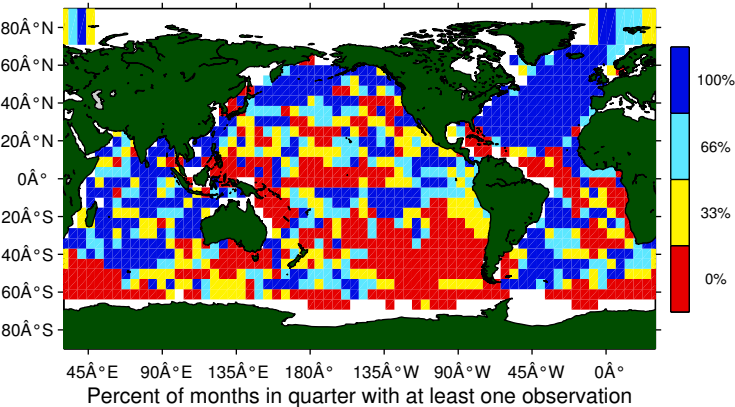 80Â°N
60Â°N
40Â°N
20Â°N
0Â°
20Â°S
40Â°S
60Â°S
80Â°S
100%
66%
33%
0%
45Â°E 90Â°E 135Â°E 180Â° 135Â°W 90Â°W 45Â°W 0Â°
Percent of months in quarter with at least one observation